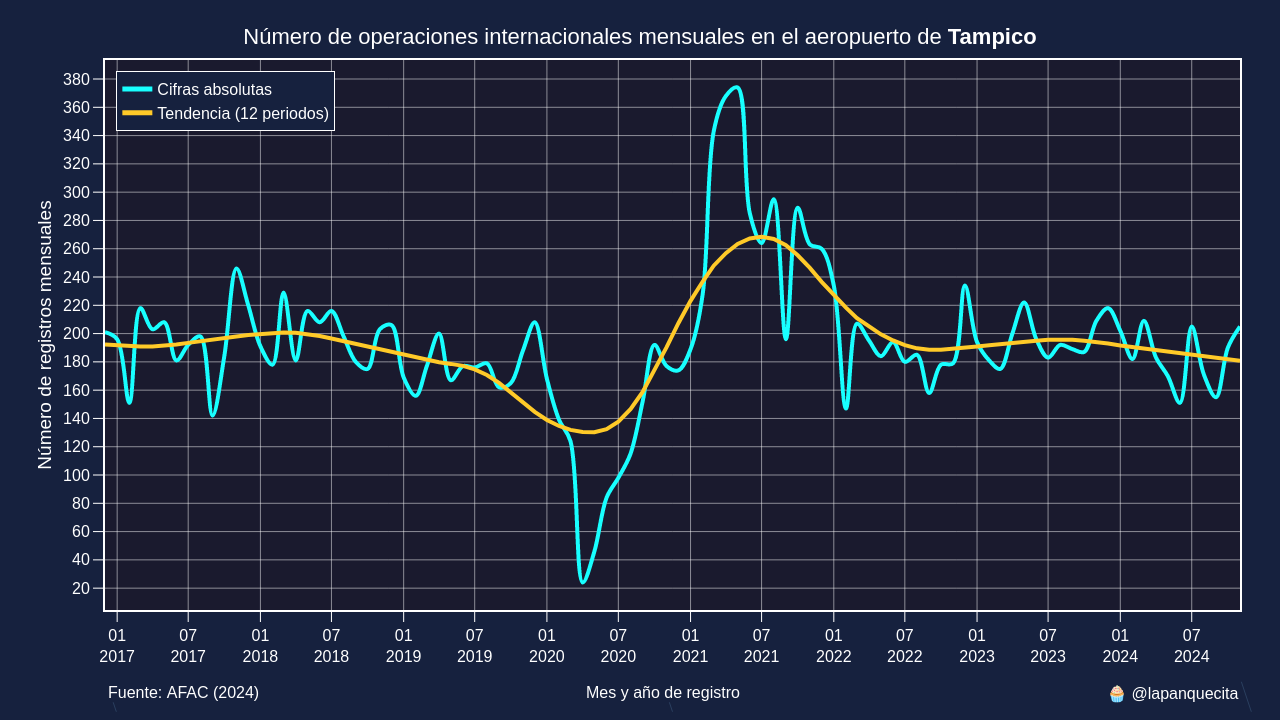 Número de operaciones internacionales mensuales en el aeropuerto de Tampico
Cifras absolutas
Tendencia (12 periodos)
Número de registros mensuales
380
360
340
320
300
280
260
240
220
200
180
160
140
120
100
80
60
40
20
01 07 01 07 01 07 01 07 01 07 01 07 01 07 01 07
2017 2017 2018 2018 2019 2019 2020 2020 2021 2021 2022 2022 2023 2023 2024 2024
Fuente: AFAC (2024)
Mes y año de registro
🧁 @lapanquecita